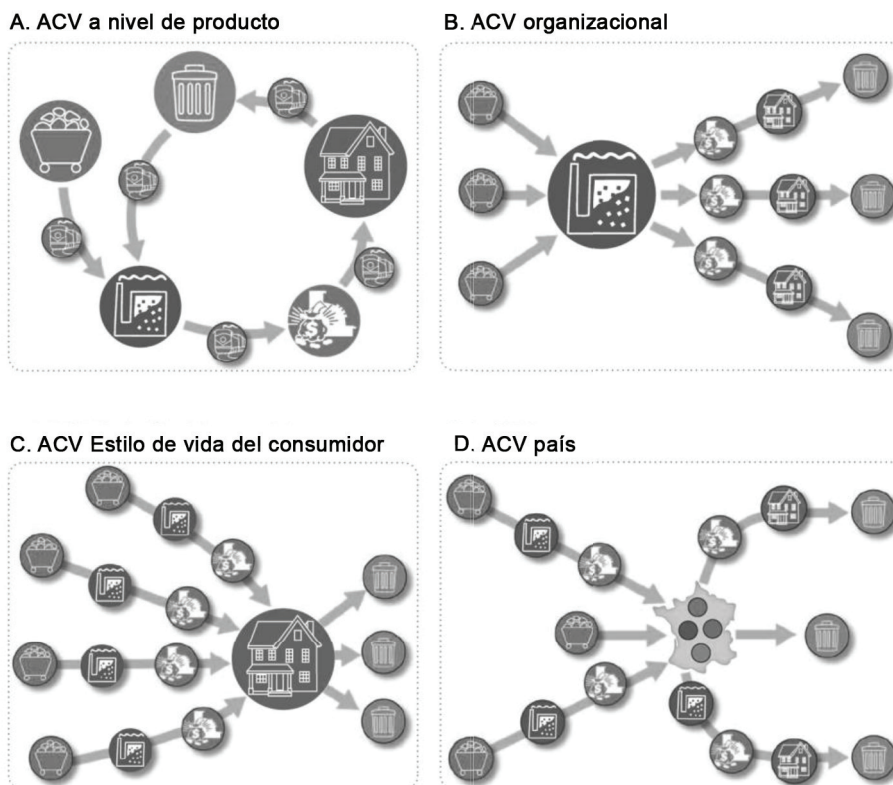 A. ACV a nivel de producto
B. ACV organizacional
C. ACV Estilo de vida del consumidor
D. ACV país